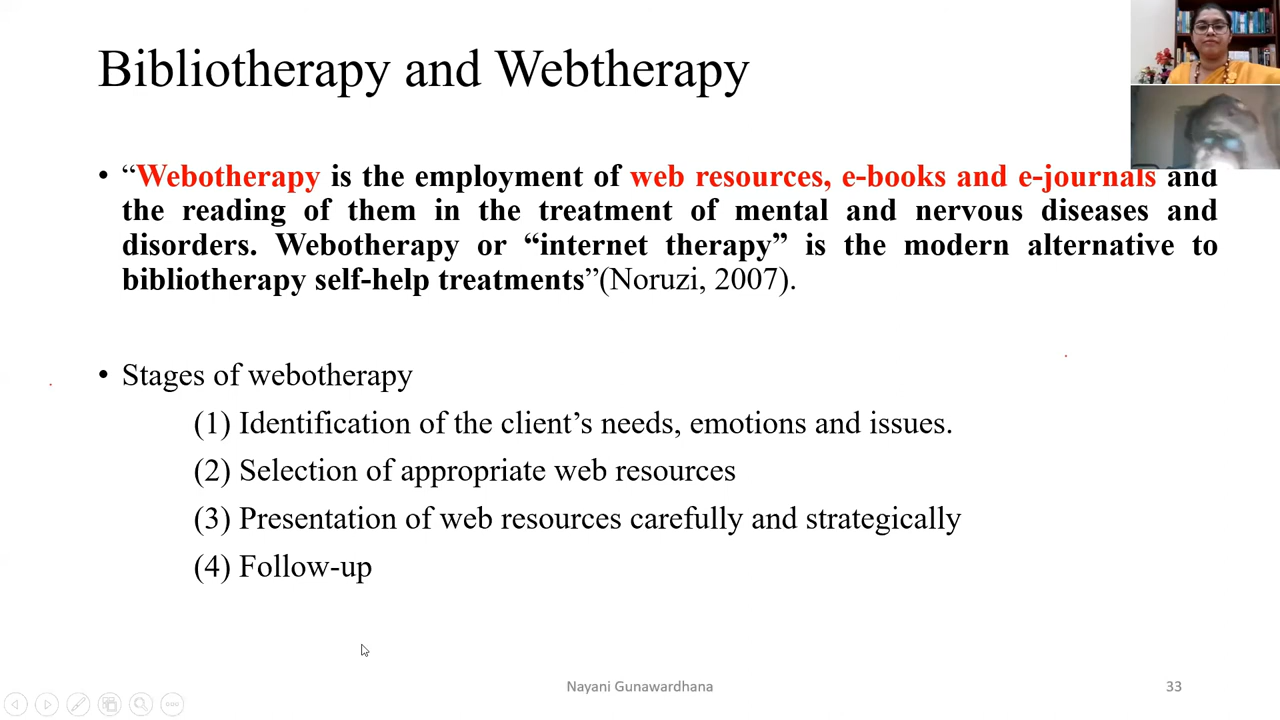 Bibliotherapy and Webtherapy
• “Webotherapy is the employment of web resources, e-books and e-journals and
the reading of them in the treatment of mental and nervous diseases and
disorders. Webotherapy or “internet therapy” is the modern alternative to
bibliotherapy self-help treatments”(Noruzi, 2007).
• Stages of webotherapy
(1) Identification of the client’s needs, emotions and issues.
(2) Selection of appropriate web resources
(3) Presentation of web resources carefully and strategically
(4) Follow-up
Nayani Gunawardhana
33